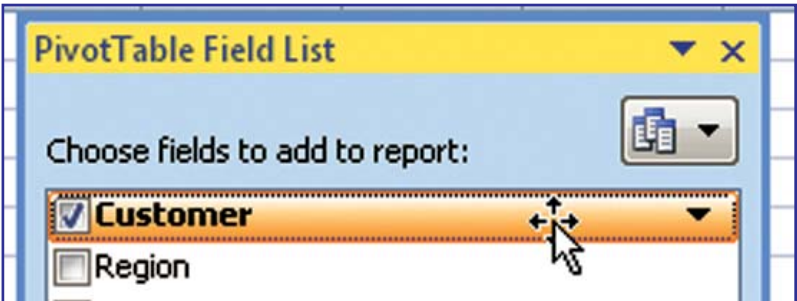 PivotTable Field List
Choose fields to add to report:
Customer
Region